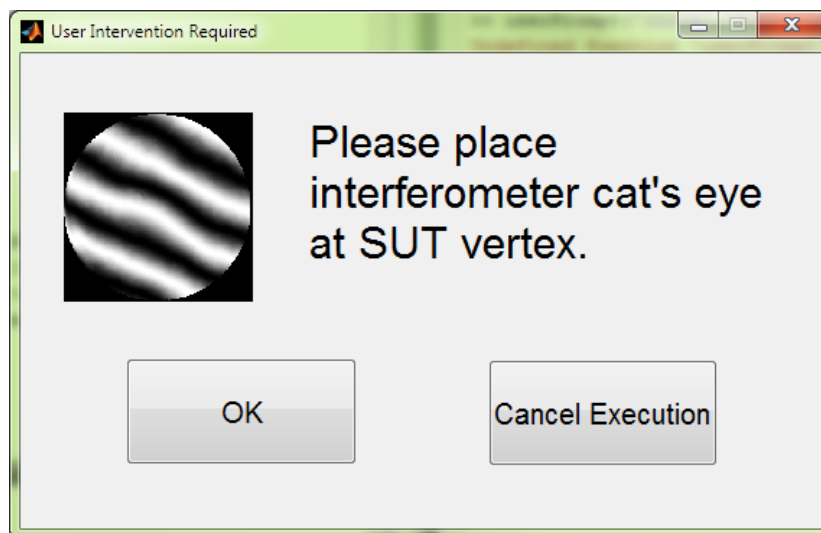 User Intervention Required
Please place
interferometer cat's eye
at SUT vertex.
OK
Cancel Execution